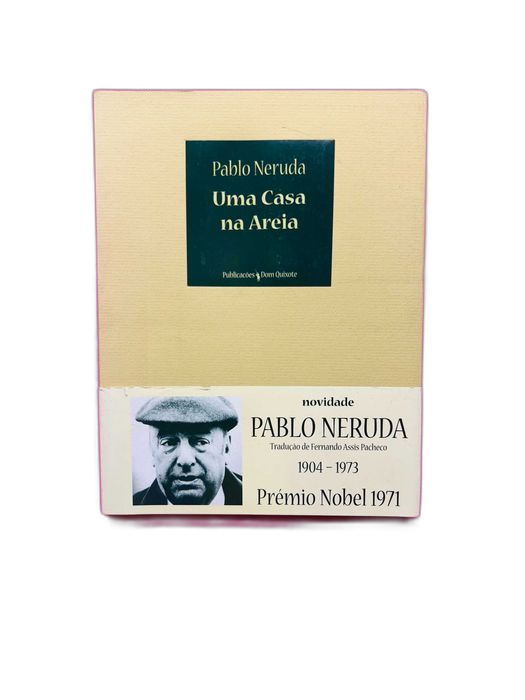 Pablo Neruda
Uma Casa
na Areia
Publicações Dom Quixote
novidade
PABLO NERUDA
Tradução de Fernando Assis Pacheco
1904 – 1973
Prémio Nobel 1971